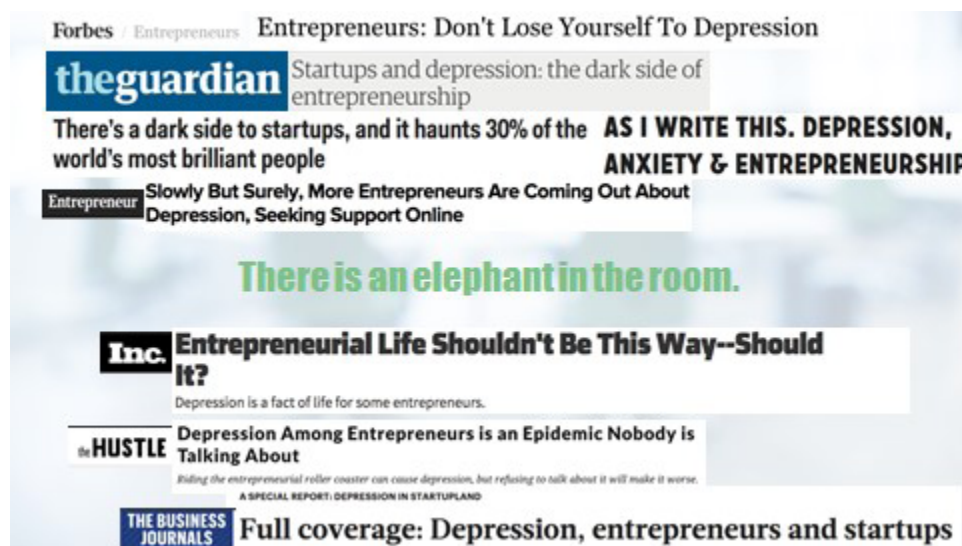 Forbes / Entrepreneurs Entrepreneurs: Don't Lose Yourself To Depression
theguardian Startups and depression: the dark side of
entrepreneurship
There's a dark side to startups, and it haunts 30% of the
world's most brilliant people
AS I WRITE THIS. DEPRESSION,
ANXIETY & ENTREPRENEURSHIP
Entrepreneur Slowly But Surely, More Entrepreneurs Are Coming Out About
Depression, Seeking Support Online
There is an elephant in the room.
Inc. Entrepreneurial Life Shouldn't Be This Way--Should
It?
Depression is a fact of life for some entrepreneurs.
the HUSTLE Depression Among Entrepreneurs is an Epidemic Nobody is
Talking About
Riding the entrepreneurial roller coaster can cause depression, but refusing to talk about it will make it worse.
A SPECIAL REPORT: DEPRESSION IN STARTUPLAND
THE BUSINESS
JOURNALS
Full coverage: Depression, entrepreneurs and startups